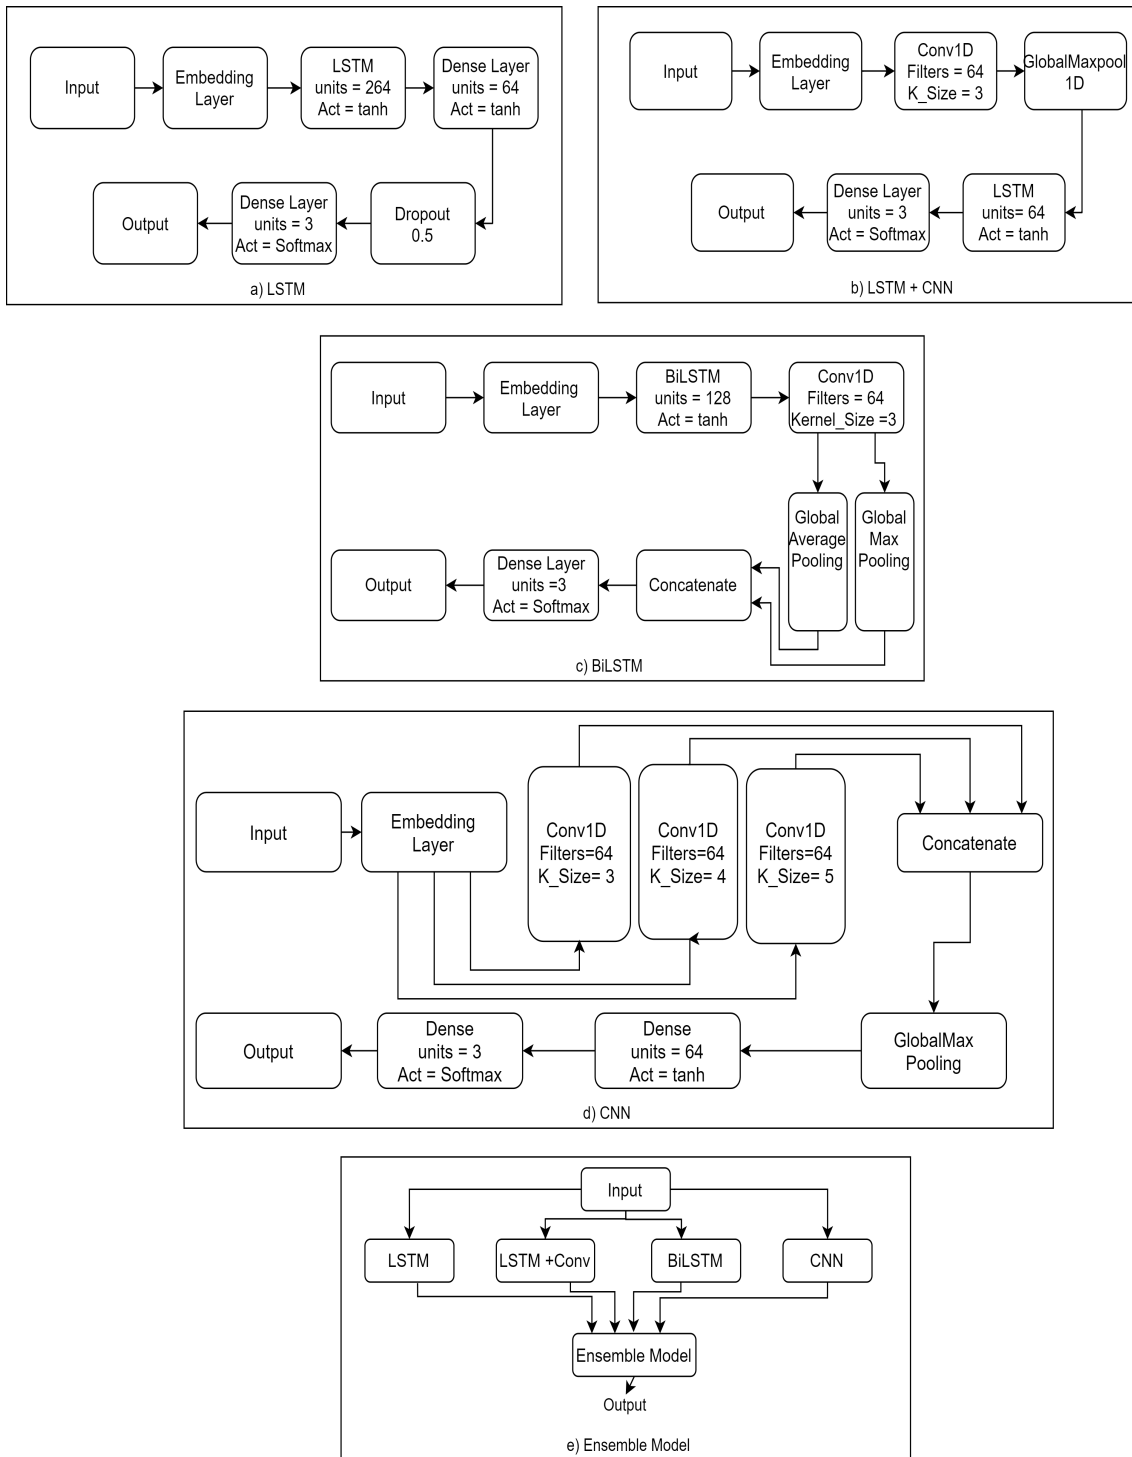 Input
Embedding
Layer
LSTM
units = 264
Act = tanh
Dense Layer
units = 64
Act = tanh
Output
Dense Layer
units = 3
Act = Softmax
Dropout
0.5
a) LSTM
Input
Embedding
Layer
Conv1D
Filters = 64
K_Size = 3
GlobalMaxpool
1D
Output
Dense Layer
units = 3
Act = Softmax
LSTM
units= 64
Act = tanh
b) LSTM + CNN
Input
Embedding
Layer
BiLSTM
units = 128
Act = tanh
Conv1D
Filters = 64
Kernel_Size =3
Global
Average
Pooling
Global
Max
Pooling
Output
Dense Layer
units =3
Act = Softmax
Concatenate
c) BiLSTM
Input
Embedding
Layer
Conv1D
Filters=64
K_Size= 3
Conv1D
Filters=64
K_Size= 4
Conv1D
Filters=64
K_Size= 5
Concatenate
Output
Dense
units = 3
Act = Softmax
Dense
units = 64
Act = tanh
GlobalMax
Pooling
d) CNN
Input
LSTM
LSTM +Conv
BiLSTM
CNN
Ensemble Model
Output
e) Ensemble Model